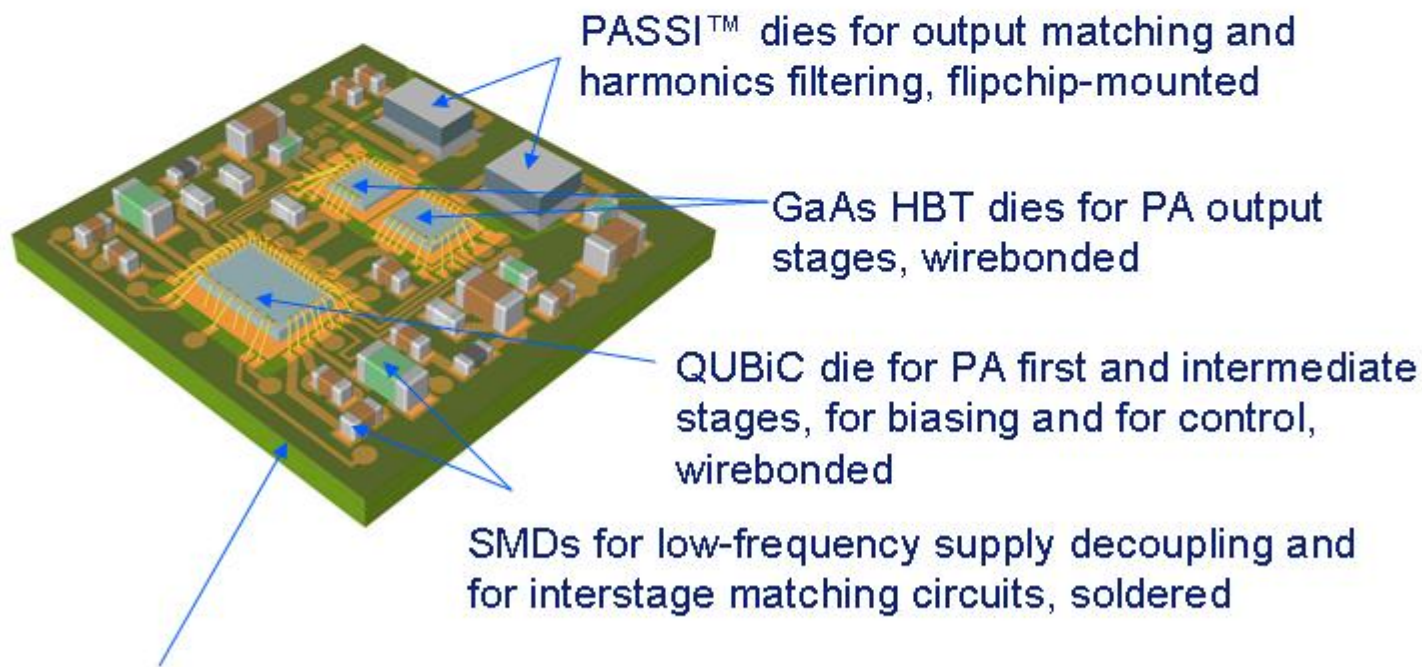 PASSI™ dies for output matching and
harmonics filtering, flipchip-mounted
GaAs HBT dies for PA output
stages, wirebonded
QUBiC die for PA first and intermediate
stages, for biasing and for control,
wirebonded
SMDs for low-frequency supply decoupling and
for interstage matching circuits, soldered